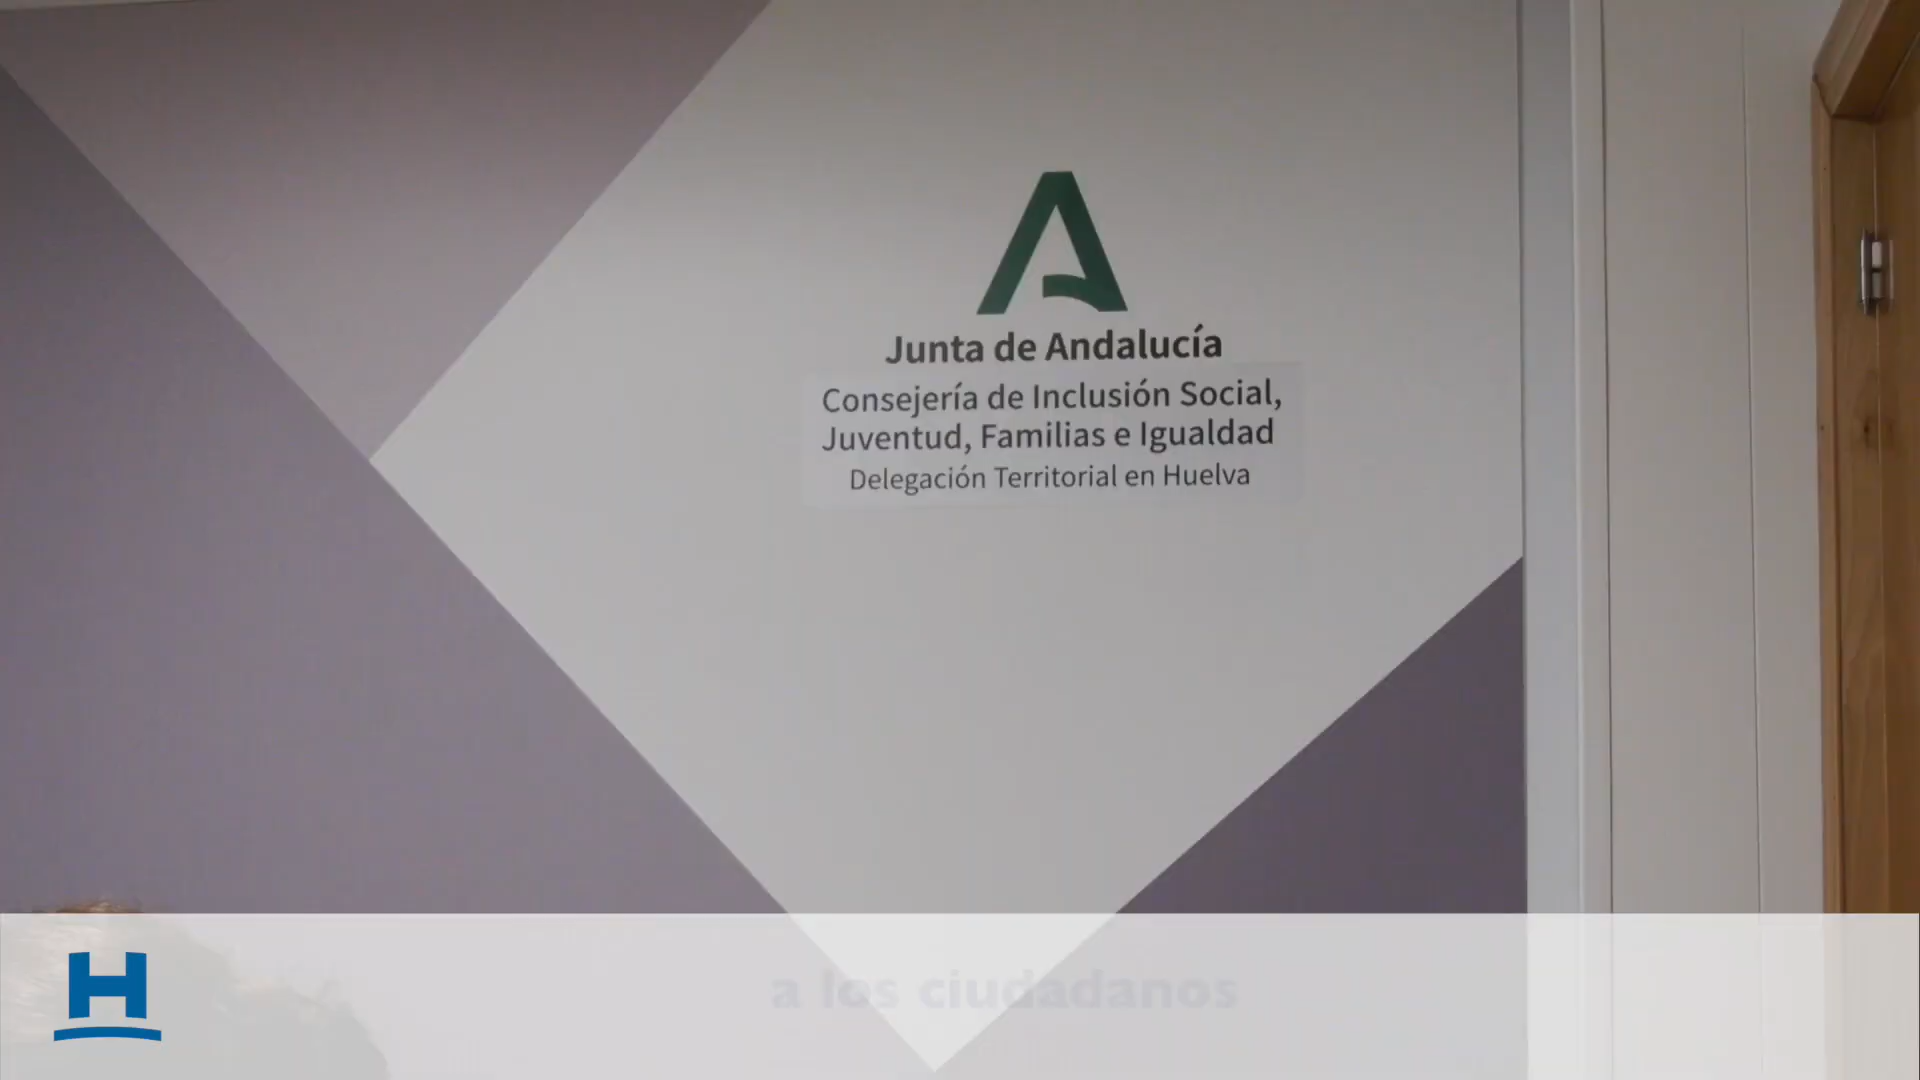 Junta de Andalucía
Consejería de Inclusión Social,
Juventud, Familias e Igualdad
Delegación Territorial en Huelva
H
a los ciudadanos